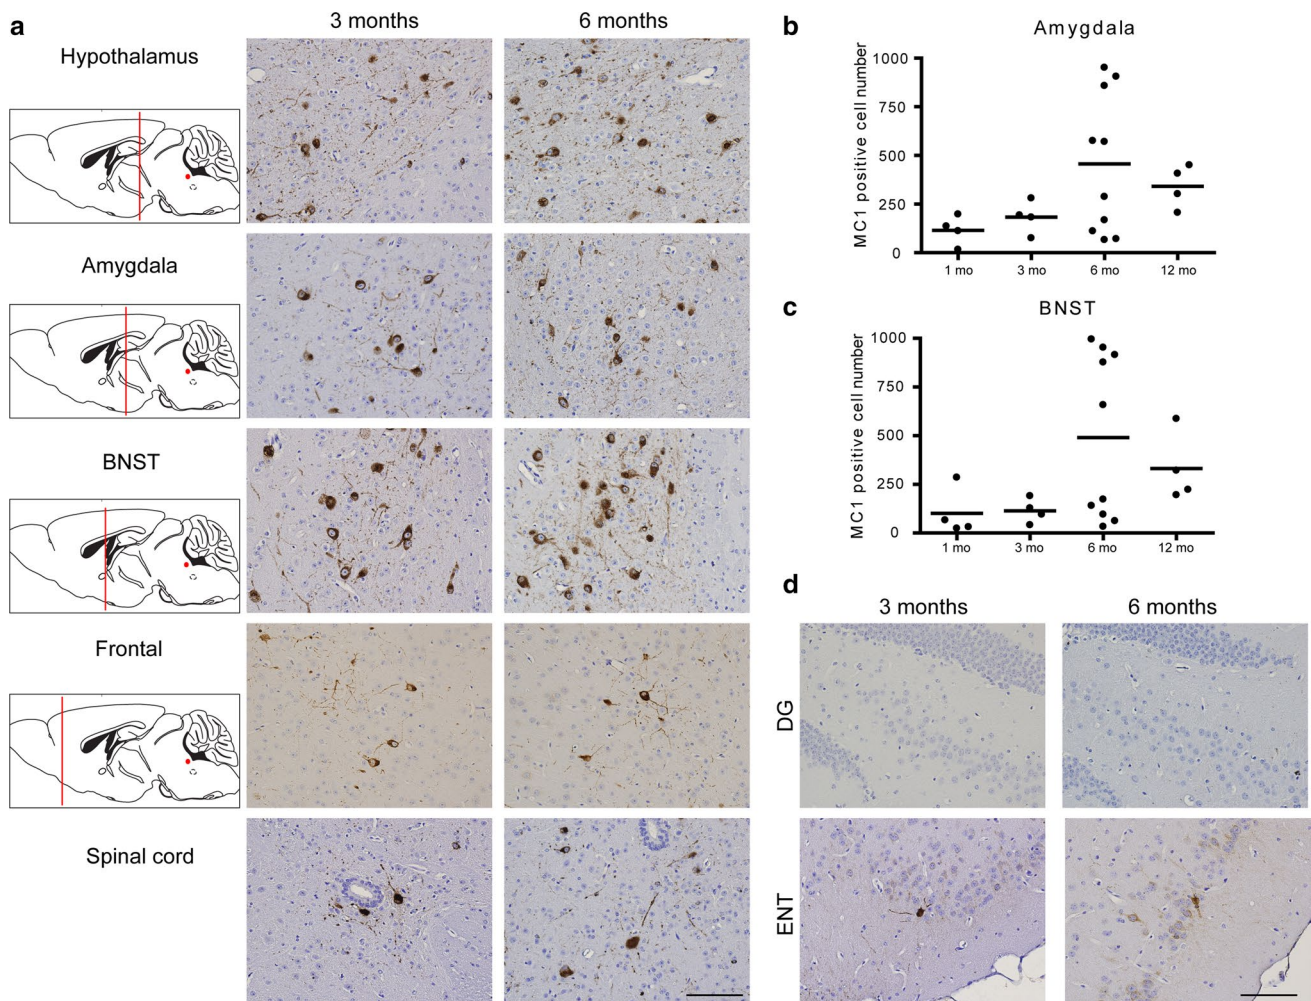 a
3 months
6 months
Hypothalamus
Amygdala
BNST
Frontal
Spinal cord
b
Amygdala
MC1 positive cell number
1000
750
500
250
0
1 mo
3 mo
6 mo
12 mo
c
BNST
MC1 positive cell number
1000
750
500
250
0
1 mo
3 mo
6 mo
12 mo
d
3 months
6 months
DG
ENT